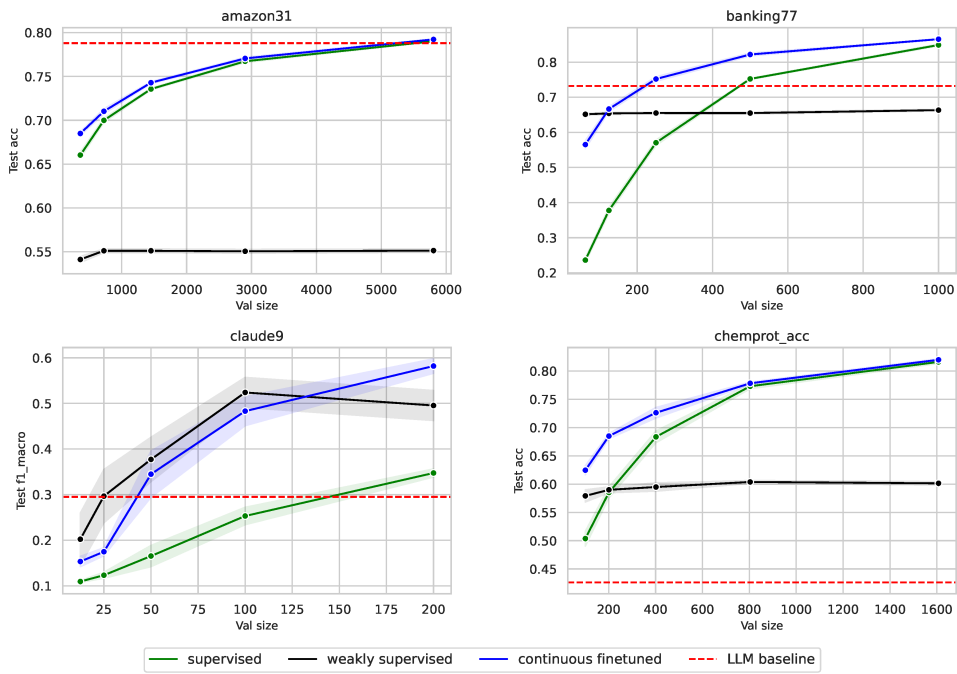 amazon31
0.80
0.75
0.70
0.65
0.60
0.55
Test acc
1000 2000 3000 4000 5000 6000
Val size
banking77
0.8
0.7
0.6
0.5
0.4
0.3
0.2
Test acc
200 400 600 800 1000
Val size
claude9
0.6
0.5
0.4
0.3
0.2
0.1
Test f1_macro
25 50 75 100 125 150 175 200
Val size
chemprot_acc
0.80
0.75
0.70
0.65
0.60
0.55
0.50
0.45
Test acc
200 400 600 800 1000 1200 1400 1600
Val size
supervised weakly supervised continuous finetuned LLM baseline